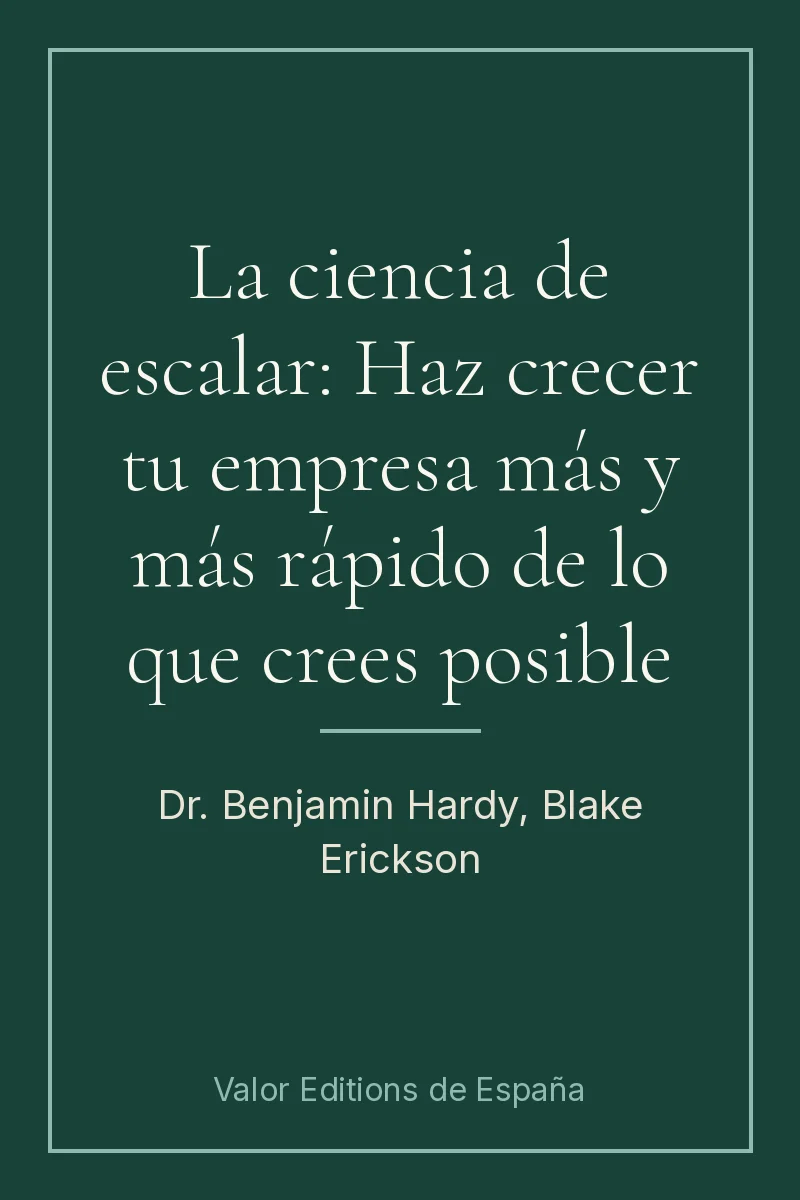 La ciencia de
escalar: Haz crecer
tu empresa más y
más rápido de lo
que crees posible
Dr. Benjamin Hardy, Blake
Erickson
Valor Editions de España